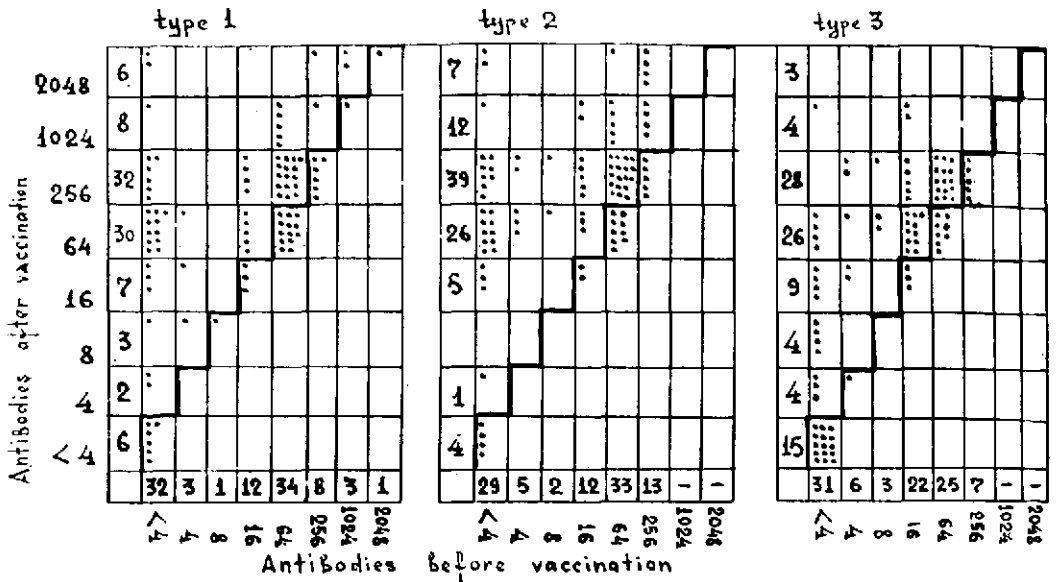 type 1 type 2 type 3
2048 6 7 3
1024 8 12 4
256 32 39 28
64 30 26 26
16 7 5 9
8 3 4
4 2 1 4
<4 6 4 15
32 3 1 12 34 8 3 1 29 5 2 12 33 13 - - 31 6 3 22 25 7 - -
<4 4 8 16 64 256 1024 2048 <4 4 8 16 64 256 1024 2048 <4 4 8 16 64 256 1024 2048
Antibodies before vaccination
Antibodies after vaccination